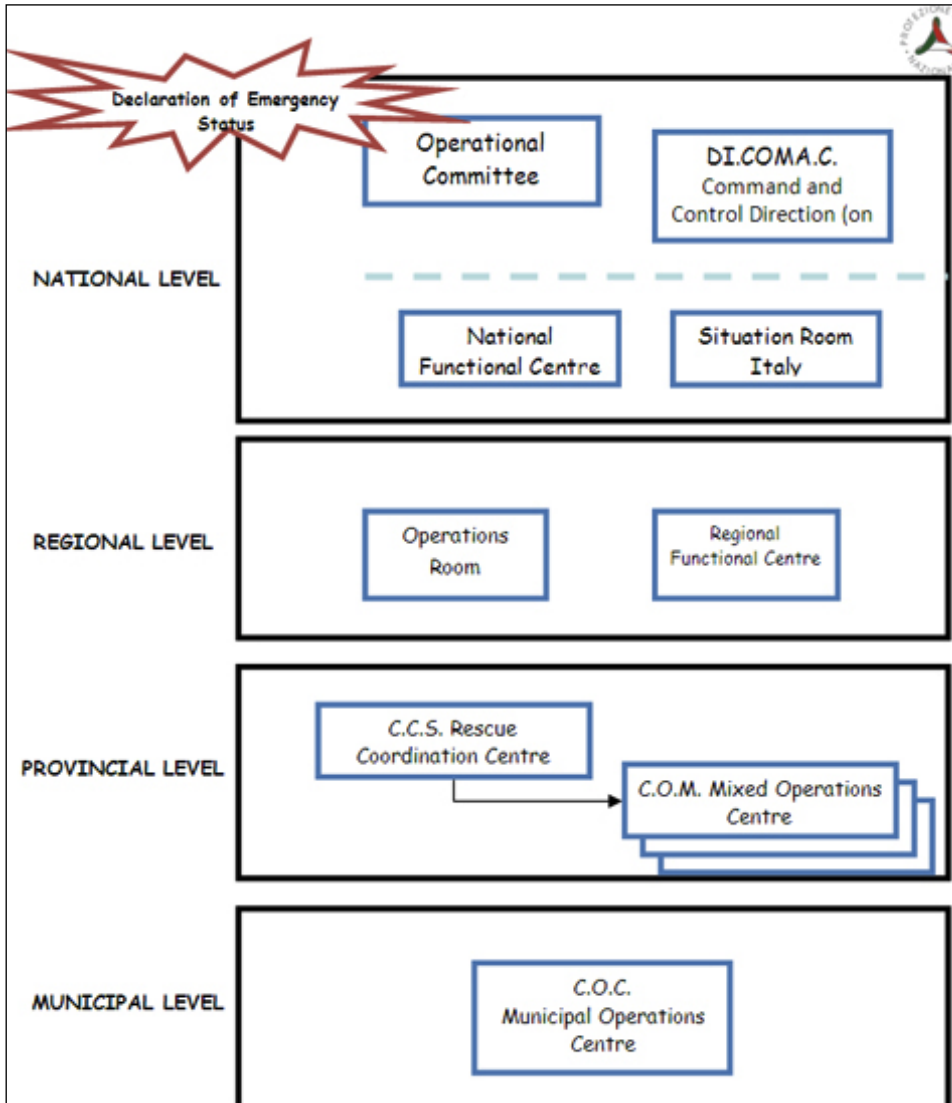 PROTEZIONE
NAZIONA
Declaration of Emergency
Status
Operational
Committee
DI.COMA.C.
Command and
Control Direction (on
NATIONAL LEVEL
National
Functional Centre
Situation Room
Italy
REGIONAL LEVEL
Operations
Room
Regional
Functional Centre
PROVINCIAL LEVEL
C.C.S. Rescue
Coordination Centre
C.O.M. Mixed Operations
Centre
MUNICIPAL LEVEL
C.O.C.
Municipal Operations
Centre